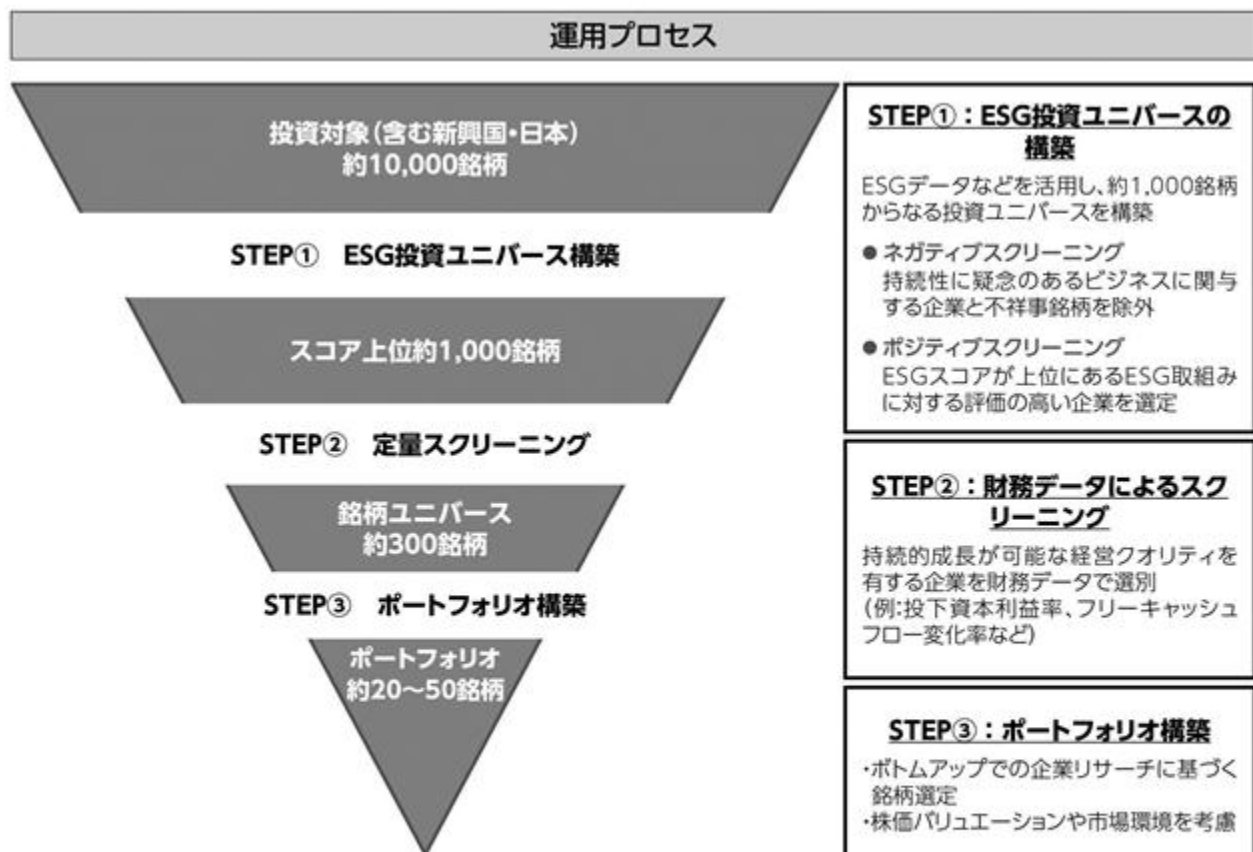 運用プロセス
投資対象(含む新興国・日本)
約10,000銘柄
STEP① ESG投資ユニバース構築
スコア上位約1,000銘柄
STEP② 定量スクリーニング
銘柄ユニバース
約300銘柄
STEP③ ポートフォリオ構築
ポートフォリオ
約20～50銘柄
STEP①：ESG投資ユニバースの
構築
ESGデータなどを活用し、約1,000銘柄
からなる投資ユニバースを構築
● ネガティブスクリーニング
持続性に疑念のあるビジネスに関与
する企業と不祥事銘柄を除外
● ポジティブスクリーニング
ESGスコアが上位にあるESG取組み
に対する評価の高い企業を選定
STEP②：財務データによるスク
リーニング
持続的成長が可能な経営クオリティを
有する企業を財務データで選別
(例:投下資本利益率、フリーキャッシュ
フロー変化率など)
STEP③：ポートフォリオ構築
・ボトムアップでの企業リサーチに基づく
銘柄選定
・株価バリュエーションや市場環境を考慮